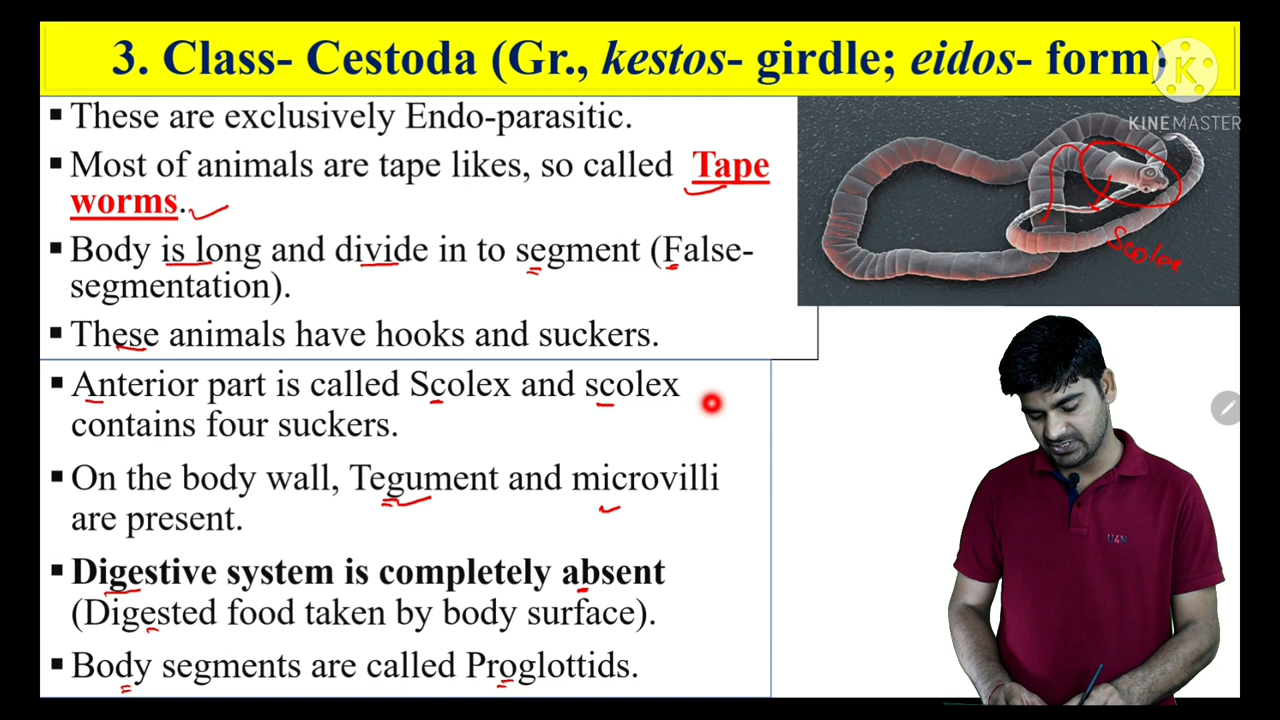 3. Class- Cestoda (Gr., kestos- girdle; eidos- form)
K
KINEMASTER
▪ These are exclusively Endo-parasitic.
▪ Most of animals are tape likes, so called Tape
worms.
▪ Body is long and divide in to segment (False-
segmentation).
▪ These animals have hooks and suckers.
Scolex
▪ Anterior part is called Scolex and scolex
contains four suckers.
▪ On the body wall, Tegument and microvilli
are present.
▪ Digestive system is completely absent
(Digested food taken by body surface).
▪ Body segments are called Proglottids.
U4N